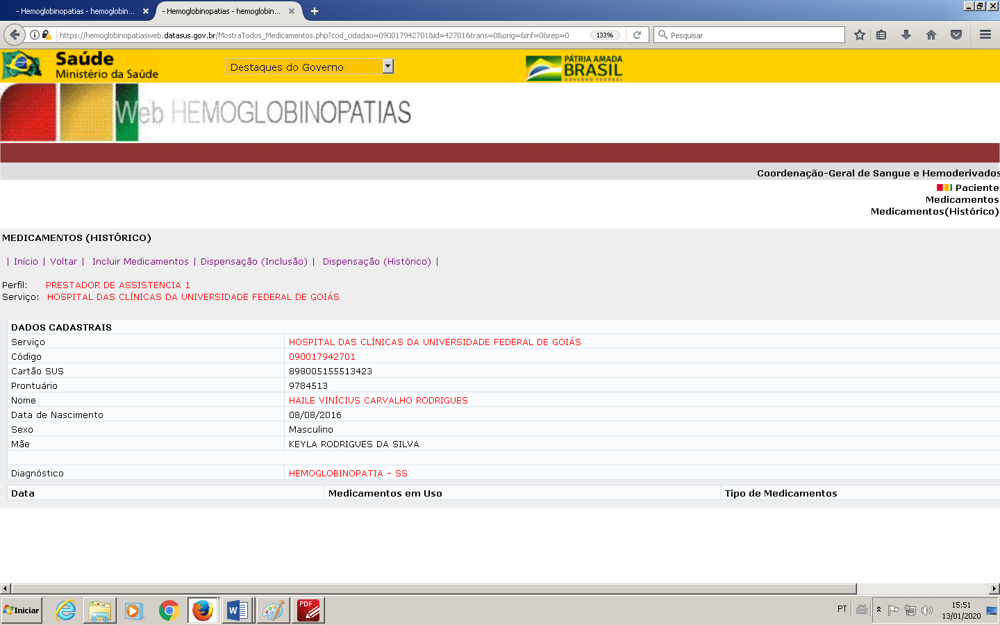 - Hemoglobinopatias - hemoglobin...
- Hemoglobinopatias - hemoglobin...
https://hemoglobinopatiasweb.datasus.gov.br/MostraTodos_Medicamentos.php?cod_cidadao=090017942701&id=42701&trans=0&orig=&inf=0&rep=0
133%
Pesquisar
Saúde
Ministério da Saúde
Destaques do Governo
PÁTRIA AMADA
BRASIL
GOVERNO FEDERAL
Web HEMOGLOBINOPATIAS
Coordenação-Geral de Sangue e Hemoderivados
Paciente
Medicamentos
Medicamentos(Histórico)
MEDICAMENTOS (HISTÓRICO)
| Início | Voltar | Incluir Medicamentos | Dispensação (Inclusão) | Dispensação (Histórico) |
Perfil: PRESTADOR DE ASSISTENCIA 1
Serviço: HOSPITAL DAS CLÍNICAS DA UNIVERSIDADE FEDERAL DE GOIÁS
DADOS CADASTRAIS
Serviço HOSPITAL DAS CLÍNICAS DA UNIVERSIDADE FEDERAL DE GOIÁS
Código 090017942701
Cartão SUS 898005155513423
Prontuário 9784513
Nome HAILE VINÍCIUS CARVALHO RODRIGUES
Data de Nascimento 08/08/2016
Sexo Masculino
Mãe KEYLA RODRIGUES DA SILVA
Diagnóstico HEMOGLOBINOPATIA - SS
Data Medicamentos em Uso Tipo de Medicamentos
Iniciar
PDF
PT
15:51
13/01/2020